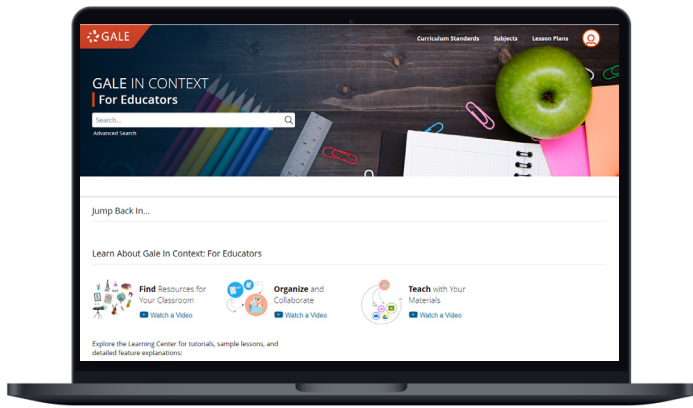 GALE
Curriculum Standards Subjects Lesson Plans
GALE IN CONTEXT
For Educators
Search...
Advanced Search
Jump Back In...
Learn About Gale In Context: For Educators
Find Resources for
Your Classroom
Watch a Video
Organize and
Collaborate
Watch a Video
Teach with Your
Materials
Watch a Video
Explore the Learning Center for tutorials, sample lessons, and
detailed feature explanations: